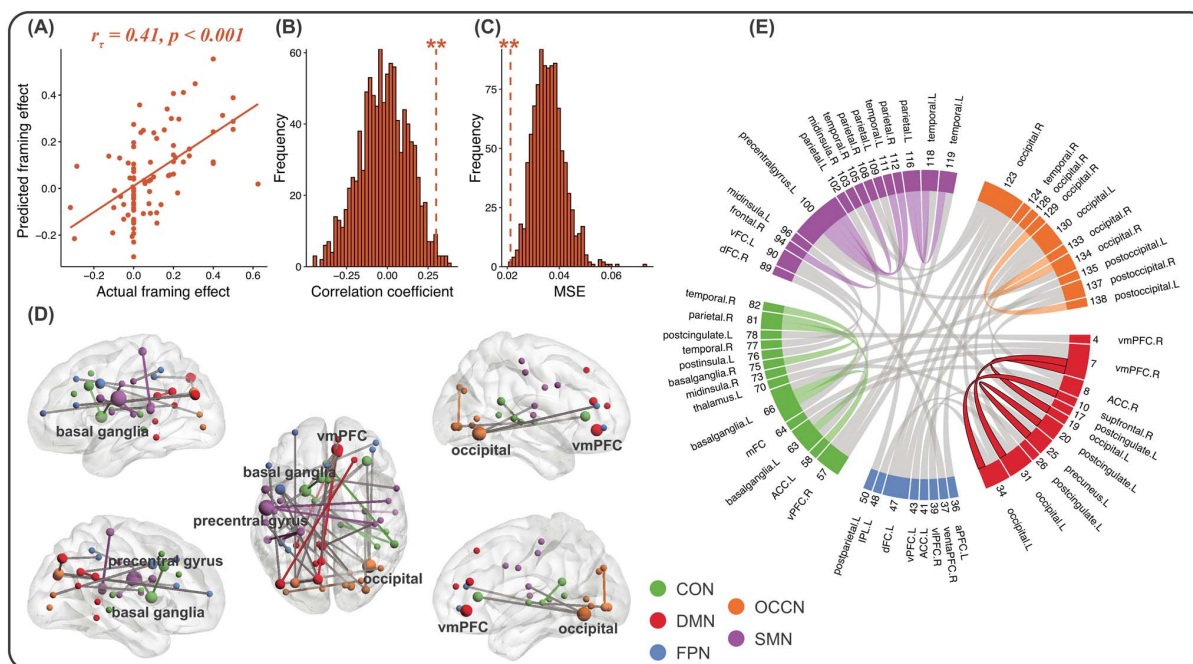 (A)
r_τ = 0.41, p < 0.001
Predicted framing effect
0.4
0.2
0.0
−0.2
−0.2
0.0
0.2
0.4
0.6
Actual framing effect
(B)
**
Frequency
60
40
20
0
−0.25
0.00
0.25
Correlation coefficient
(C)
**
Frequency
75
50
25
0
0.02
0.04
0.06
MSE
(D)
basal ganglia
precentral gyrus
basal ganglia
vmPFC
basal ganglia
precentral gyrus
occipital
occipital
vmPFC
vmPFC
occipital
CON
DMN
FPN
OCCN
SMN
(E)
89 dFC.R
90 vFC.L
94 frontal.R
96 midinsula.L
100 precentralgyrus.L
102 parietal.L
103 midinsula.R
105 temporal.R
108 parietal.R
109 temporal.L
111 parietal.L
112 parietal.R
116 parietal.L
118 temporal.L
119 temporal.L
123 occipital.R
124 temporal.R
126 occipital.R
129 occipital.R
130 occipital.L
133 occipital.R
134 occipital.R
135 postoccipital.L
137 postoccipital.R
138 postoccipital.L
4 vmPFC.R
7 vmPFC.R
8 ACC.R
10 supfrontal.R
17 postcingulate.L
19 occipital.L
20 postcingulate.L
25 precuneus.L
26 postcingulate.L
31 occipital.L
34 occipital.L
36 aPFC.L
37 ventaPFC.R
39 vlPFC.R
41 ACC.L
43 vPFC.L
47 dFC.L
48 IPL.L
50 postparietal.L
57 vPFC.R
58 ACC.L
63 basalganglia.L
64 mFC
66 basalganglia.L
70 thalamus.L
73 midinsula.R
75 basalganglia.R
76 postinsula.L
77 temporal.R
78 postcingulate.L
81 parietal.R
82 temporal.R